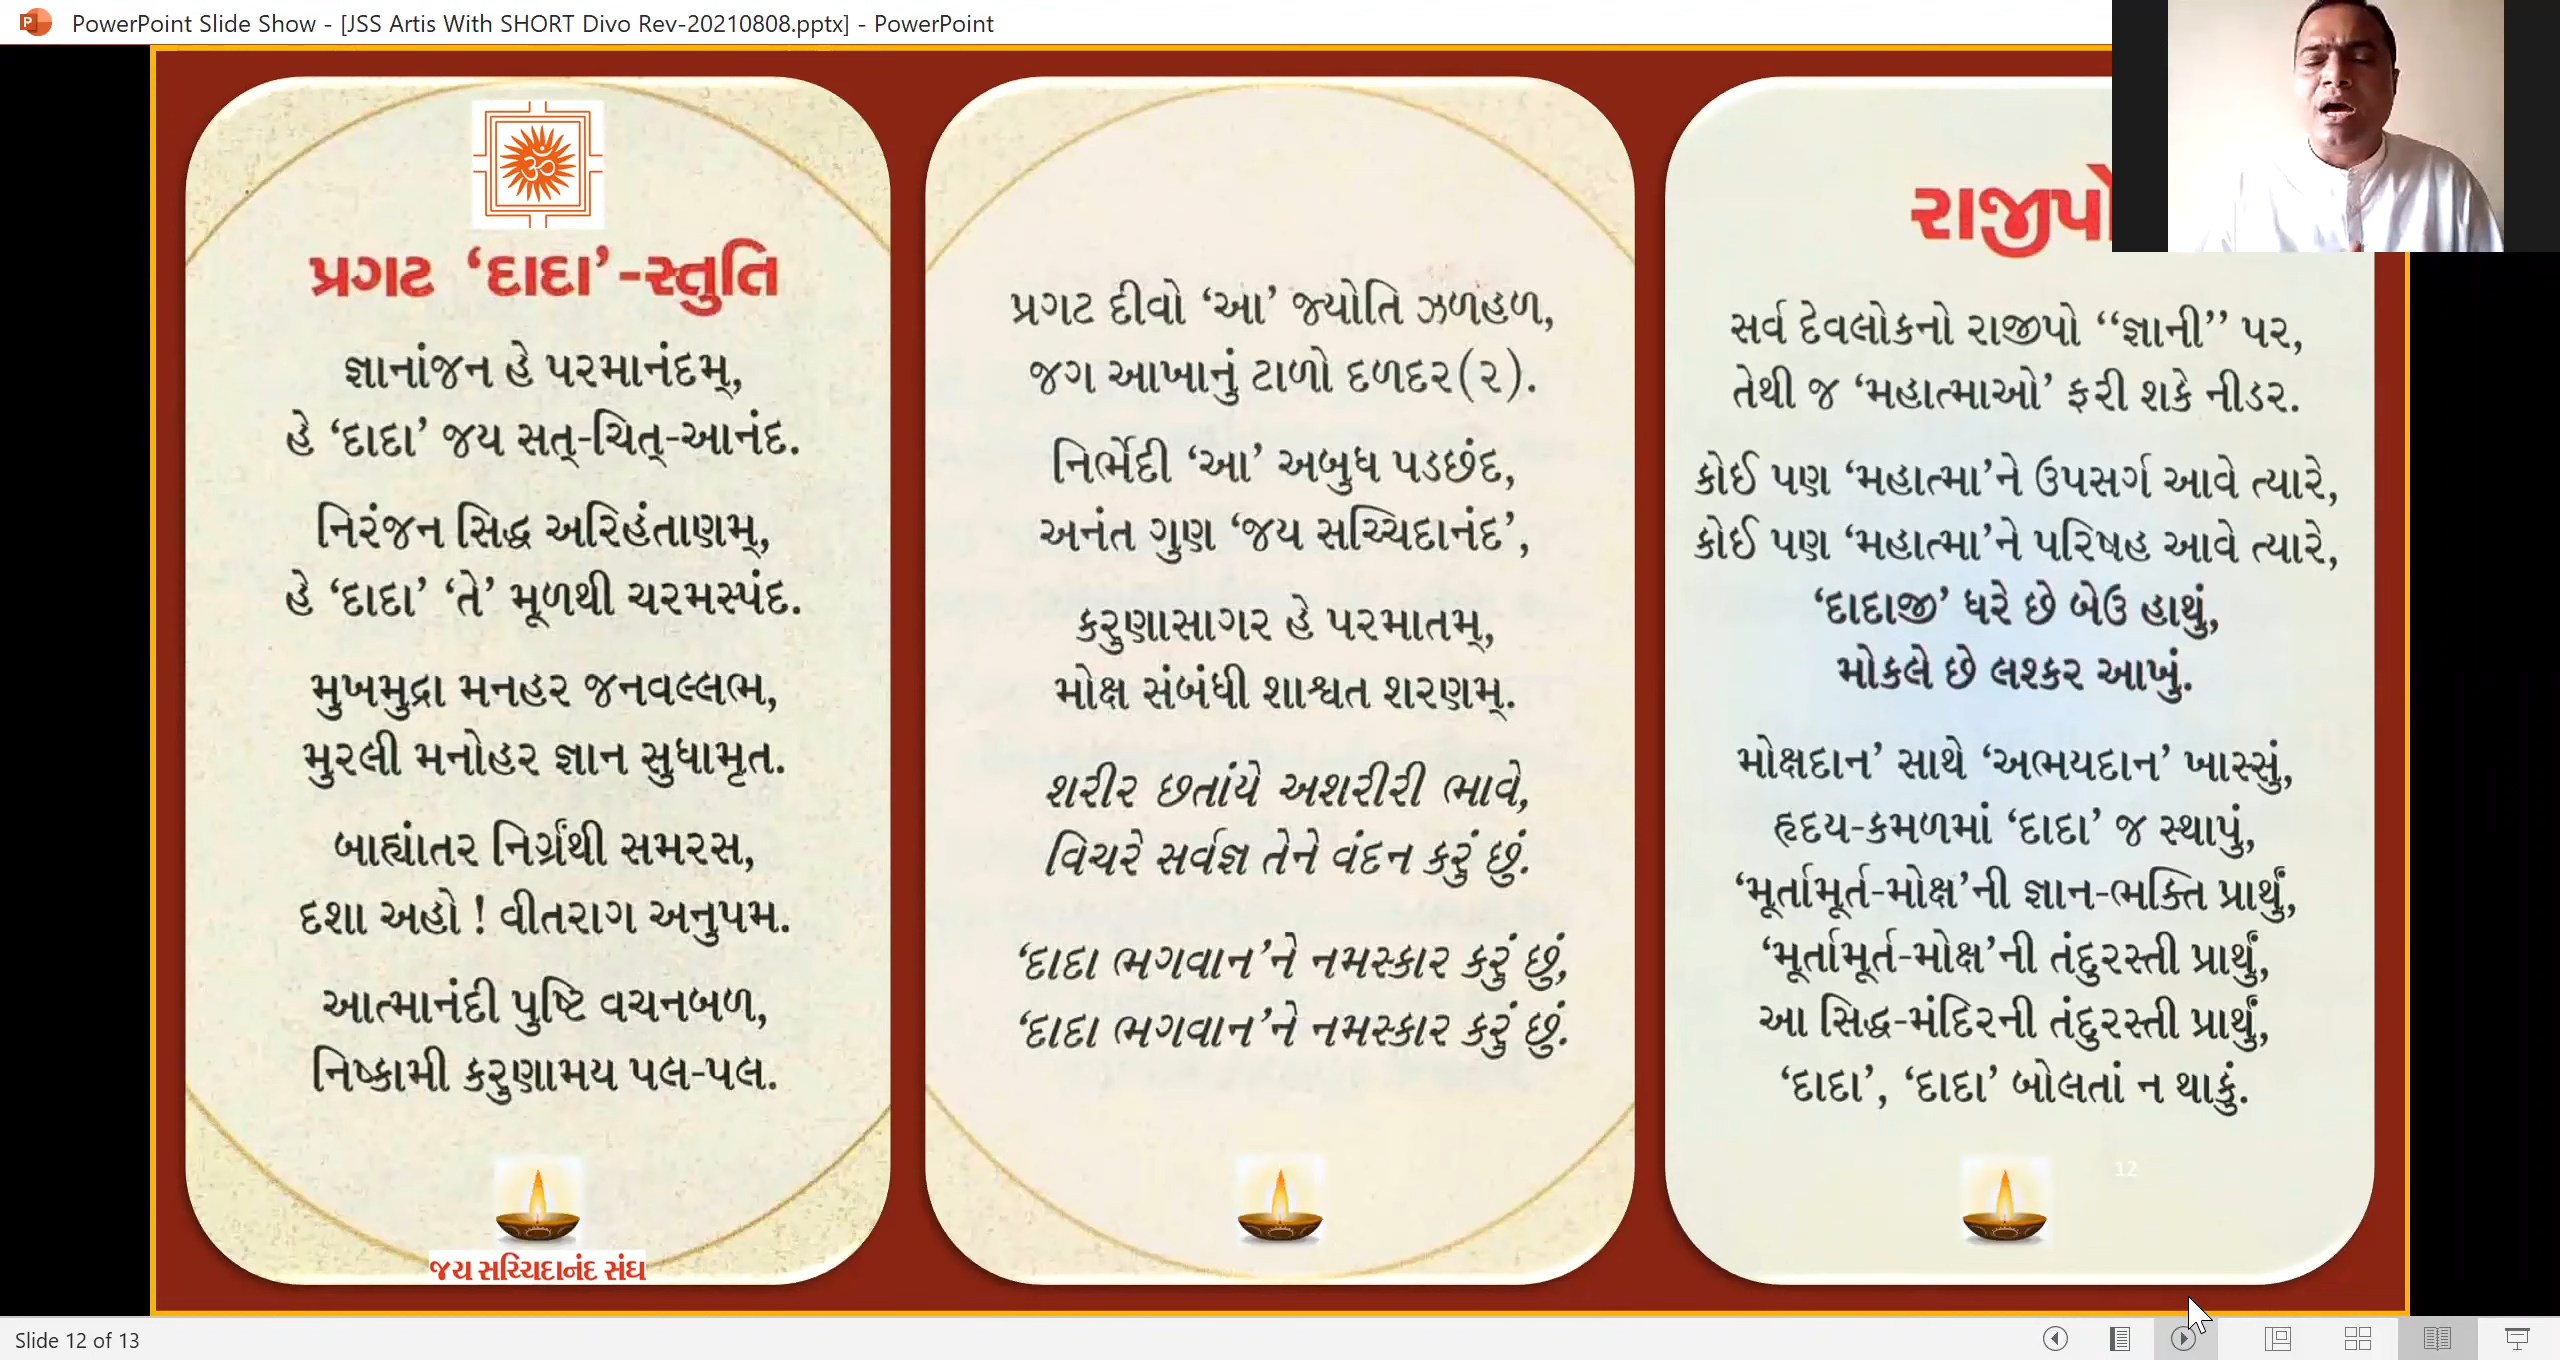 PowerPoint Slide Show - [JSS Artis With SHORT Divo Rev-20210808.pptx] - PowerPoint
પ્રગટ ‘દાદા’-સ્તુતિ
જ્ઞાનાંજન હે પરમાનંદમ્,
હે ‘દાદા’ જય સત્-ચિત્-આનંદ.
નિરંજન સિદ્ધ અરિહંતાણમ્,
હે ‘દાદા’ ‘તે’ મૂળથી ચરમસ્પંદ.
મુખમુદ્રા મનહર જનવલ્લભ,
મુરલી મનોહર જ્ઞાન સુધામૃત.
બાહ્યાંતર નિર્ગ્રંથી સમરસ,
દશા અહો ! વીતરાગ અનુપમ.
આત્માનંદી પુષ્ટિ વચનબળ,
નિષ્કામી કરુણામય પલ-પલ.
જય સચ્ચિદાનંદ સંઘ
પ્રગટ દીવો ‘આ’ જ્યોતિ ઝળહળ,
જગ આખાનું ટાળો દળદર(૨).
નિર્ભેદી ‘આ’ અબુધ પડછંદ,
અનંત ગુણ ‘જય સચ્ચિદાનંદ’,
કરુણાસાગર હે પરમાતમ્,
મોક્ષ સંબંધી શાશ્વત શરણમ્.
શરીર છતાંયે અશરીરી ભાવે,
વિચરે સર્વજ્ઞ તેને વંદન કરું છું.
‘દાદા ભગવાન’ને નમસ્કાર કરું છું,
‘દાદા ભગવાન’ને નમસ્કાર કરું છું.
રાજીપો
સર્વ દેવલોકનો રાજીપો “જ્ઞાની” પર,
તેથી જ ‘મહાત્માઓ’ ફરી શકે નીડર.
કોઈ પણ ‘મહાત્મા’ને ઉપસર્ગ આવે ત્યારે,
કોઈ પણ ‘મહાત્મા’ને પરિષહ આવે ત્યારે,
‘દાદાજી’ ધરે છે બેઉ હાથું,
મોકલે છે લશ્કર આખું.
મોક્ષદાન’ સાથે ‘અભયદાન’ ખાસ્સું,
હૃદય-કમળમાં ‘દાદા’ જ સ્થાપું,
‘મૂર્તામૂર્ત-મોક્ષ’ની જ્ઞાન-ભક્તિ પ્રાર્થું,
‘મૂર્તામૂર્ત-મોક્ષ’ની તંદુરસ્તી પ્રાર્થું,
આ સિદ્ધ-મંદિરની તંદુરસ્તી પ્રાર્થું,
‘દાદા’, ‘દાદા’ બોલતાં ન થાકું.
12
Slide 12 of 13